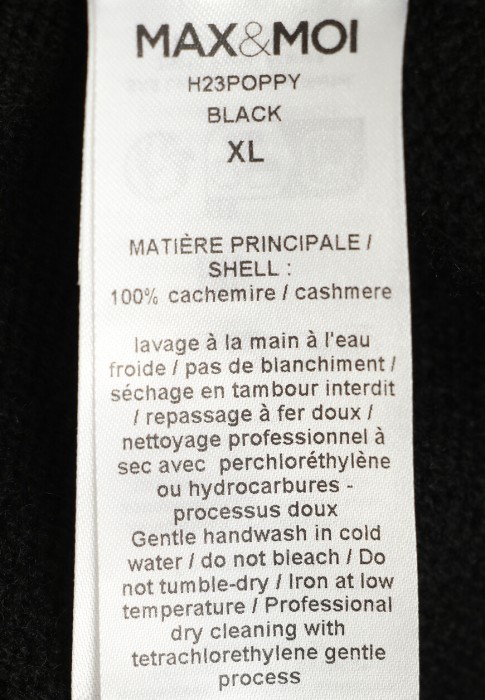 MAX&MOI
H23POPPY
BLACK
XL
MATIÈRE PRINCIPALE /
SHELL :
100% cachemire / cashmere
lavage à la main à l'eau
froide / pas de blanchiment /
séchage en tambour interdit
/ repassage à fer doux /
nettoyage professionnel à
sec avec perchloréthylène
ou hydrocarbures -
processus doux
Gentle handwash in cold
water / do not bleach / Do
not tumble-dry / Iron at low
temperature / Professional
dry cleaning with
tetrachlorethylene gentle
process